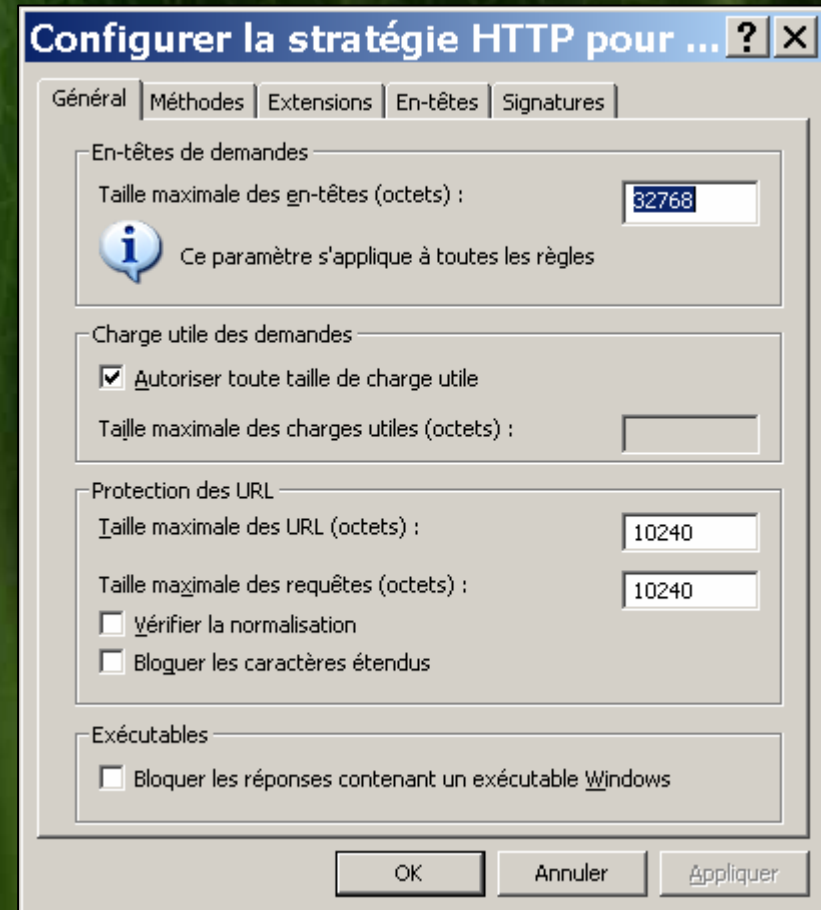 Configurer la stratégie HTTP pour ...
Général Méthodes Extensions En-têtes Signatures
En-têtes de demandes
Taille maximale des en-têtes (octets) : 32768
Ce paramètre s'applique à toutes les règles
Charge utile des demandes
Autoriser toute taille de charge utile
Taille maximale des charges utiles (octets) :
Protection des URL
Taille maximale des URL (octets) : 10240
Taille maximale des requêtes (octets) : 10240
Vérifier la normalisation
Bloquer les caractères étendus
Exécutables
Bloquer les réponses contenant un exécutable Windows
OK Annuler Appliquer